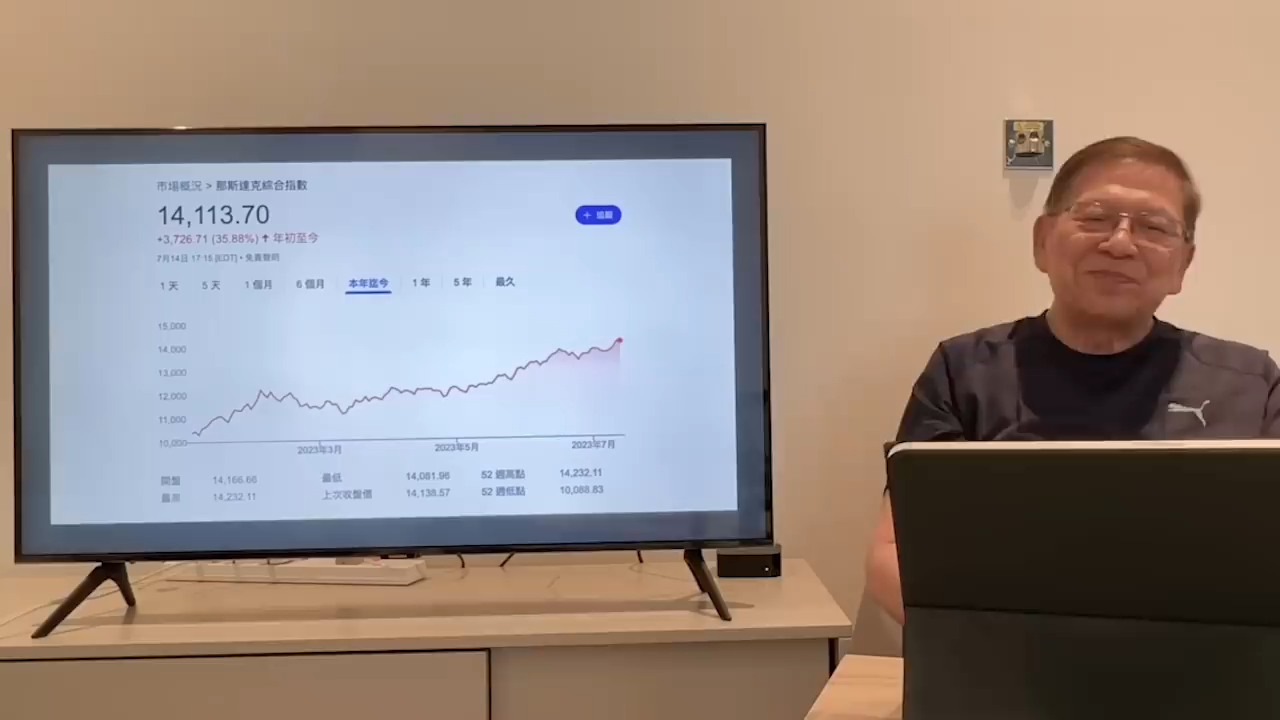 市場概況 > 那斯達克綜合指數
14,113.70
+ 追蹤
+3,726.71 (35.88%) ↑ 年初至今
7月14日 17:15 [EDT] • 免責聲明
1 天 5 天 1 個月 6 個月 本年迄今 1 年 5 年 最久
15,000
14,000
13,000
12,000
11,000
10,000
2023年3月 2023年5月 2023年7月
開盤 14,166.66 最低 14,081.96 52 週高點 14,232.11
最高 14,232.11 上次收盤價 14,138.57 52 週低點 10,088.83